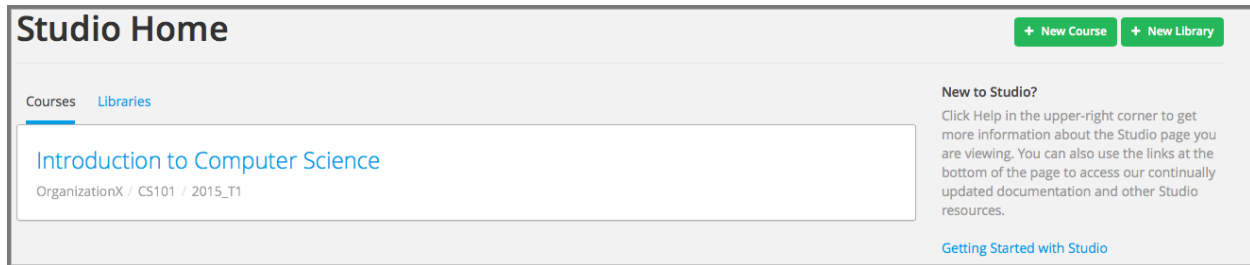 Studio Home
+ New Course
+ New Library
Courses
Libraries
Introduction to Computer Science
OrganizationX / CS101 / 2015_T1
New to Studio?
Click Help in the upper-right corner to get
more information about the Studio page you
are viewing. You can also use the links at the
bottom of the page to access our continually
updated documentation and other Studio
resources.
Getting Started with Studio